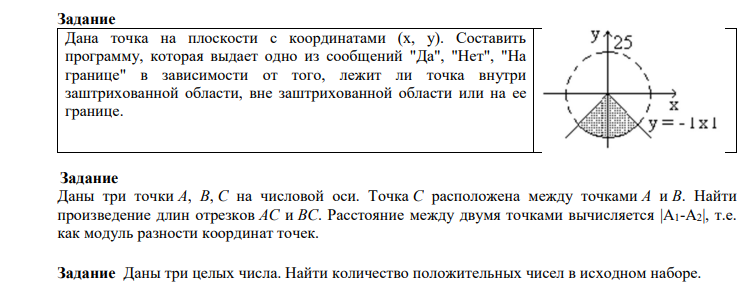 Задание
Дана точка на плоскости с координатами (x, y). Составить
программу, которая выдает одно из сообщений "Да", "Нет", "На
границе" в зависимости от того, лежит ли точка внутри
заштрихованной области, вне заштрихованной области или на ее
границе.
y 25
x
y = - |x|
Задание
Даны три точки A, B, C на числовой оси. Точка C расположена между точками A и B. Найти
произведение длин отрезков AC и BC. Расстояние между двумя точками вычисляется |A1-A2|, т.е.
как модуль разности координат точек.
Задание Даны три целых числа. Найти количество положительных чисел в исходном наборе.